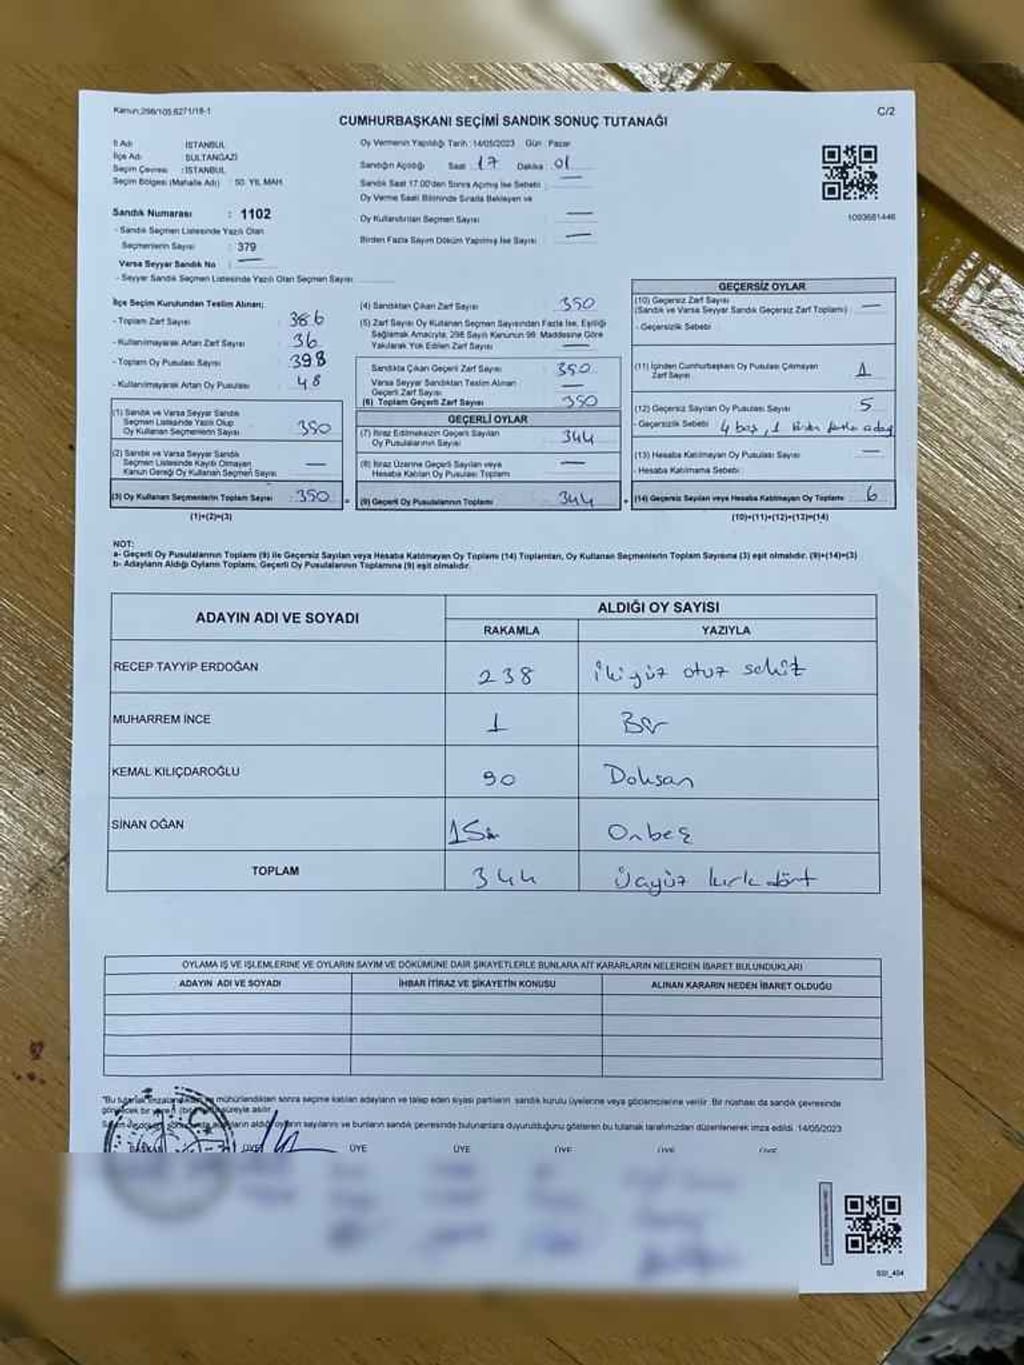 Kanun;298/105,6271/18-1
C/2
CUMHURBAŞKANI SEÇİMİ SANDIK SONUÇ TUTANAĞI
İl Adı : İSTANBUL
İlçe Adı : SULTANGAZİ
Seçim Çevresi : İSTANBUL
Seçim Bölgesi (Mahalle Adı) : 50. YIL MAH.
Sandık Numarası : 1102
- Sandık Seçmen Listesinde Yazılı Olan
Seçmenlerin Sayısı : 379
Varsa Seyyar Sandık No : —
- Seyyar Sandık Seçmen Listesinde Yazılı Olan Seçmen Sayısı
Oy Vermenin Yapıldığı Tarih : 14/05/2023 Gün : Pazar
Sandığın Açıldığı Saat : 17 Dakika : 01
Sandık Saat 17.00'den Sonra Açılmış İse Sebebi : —
Oy Verme Saati Bitiminde Sırada Bekleyen ve
Oy Kullandırılan Seçmen Sayısı : —
Birden Fazla Sayım Döküm Yapılmış İse Sayısı : —
1093681446
İlçe Seçim Kurulundan Teslim Alınan;
- Toplam Zarf Sayısı : 386
- Kullanılmayarak Artan Zarf Sayısı : 36
- Toplam Oy Pusulası Sayısı : 398
- Kullanılmayarak Artan Oy Pusulası : 48
(1) Sandık ve Varsa Seyyar Sandık
Seçmen Listesinde Yazılı Olup
Oy Kullanan Seçmenlerin Sayısı : 350
(2) Sandık ve Varsa Seyyar Sandık
Seçmen Listesinde Kayıtlı Olmayan
Kanun Gereği Oy Kullanan Seçmen Sayısı : —
(3) Oy Kullanan Seçmenlerin Toplam Sayısı : 350
(1)+(2)=(3)
(4) Sandıktan Çıkan Zarf Sayısı : 350
(5) Zarf Sayısı Oy Kullanan Seçmen Sayısından Fazla İse, Eşitliği
Sağlamak Amacıyla, 298 Sayılı Kanunun 98. Maddesine Göre
Yakılarak Yok Edilen Zarf Sayısı : —
Sandıkta Çıkan Geçerli Zarf Sayısı : 350
Varsa Seyyar Sandıktan Teslim Alınan
Geçerli Zarf Sayısı : —
(6) Toplam Geçerli Zarf Sayısı : 350
GEÇERLİ OYLAR
(7) İtiraz Edilmeksizin Geçerli Sayılan
Oy Pusulalarının Sayısı : 344
(8) İtiraz Üzerine Geçerli Sayılan veya
Hesaba Katılan Oy Pusulası Toplamı : —
(9) Geçerli Oy Pusulalarının Toplamı : 344
GEÇERSİZ OYLAR
(10) Geçersiz Zarf Sayısı
(Sandık ve Varsa Seyyar Sandık Geçersiz Zarf Toplamı) : —
- Geçersizlik Sebebi :
(11) İçinden Cumhurbaşkanı Oy Pusulası Çıkmayan
Zarf Sayısı : 1
(12) Geçersiz Sayılan Oy Pusulası Sayısı : 5
- Geçersizlik Sebebi : 4 boş, 1 birden fazla aday
(13) Hesaba Katılmayan Oy Pusulası Sayısı : —
- Hesaba Katılmama Sebebi :
(14) Geçersiz Sayılan veya Hesaba Katılmayan Oy Toplamı : 6
(10)+(11)+(12)+(13)=(14)
NOT:
a- Geçerli Oy Pusulalarının Toplamı (9) ile Geçersiz Sayılan veya Hesaba Katılmayan Oy Toplamı (14) Toplamları, Oy Kullanan Seçmenlerin Toplam Sayısına (3) eşit olmalıdır. (9)+(14)=(3)
b- Adayların Aldığı Oyların Toplamı, Geçerli Oy Pusulalarının Toplamına (9) eşit olmalıdır.
ADAYIN ADI VE SOYADI ALDIĞI OY SAYISI
RAKAMLA YAZIYLA
RECEP TAYYİP ERDOĞAN 238 İkiyüz otuz sekiz
MUHARREM İNCE 1 Bir
KEMAL KILIÇDAROĞLU 90 Doksan
SİNAN OĞAN 15 Onbeş
TOPLAM 344 Üçyüz kırk dört
OYLAMA İŞ VE İŞLEMLERİNE VE OYLARIN SAYIM VE DÖKÜMÜNE DAİR ŞİKAYETLERLE BUNLARA AİT KARARLARIN NELERDEN İBARET BULUNDUKLARI
ADAYIN ADI VE SOYADI İHBAR İTİRAZ VE ŞİKAYETİN KONUSU ALINAN KARARIN NEDEN İBARET OLDUĞU
"Bu tutanak mühürlendikten sonra seçime katılan adayların ve talep eden siyasi partilerin sandık kurulu üyelerine veya gözlemcilerine verilir. Bir nüshası da sandık çevresinde
bir yere süreyle asılır.
aldığı oyların sayılarını ve bunların sandık çevresinde bulunanlara duyurulduğunu gösteren bu tutanak tarafımızdan düzenlenerek imza edildi. 14/05/2023
BAŞKAN ÜYE ÜYE ÜYE ÜYE ÜYE ÜYE